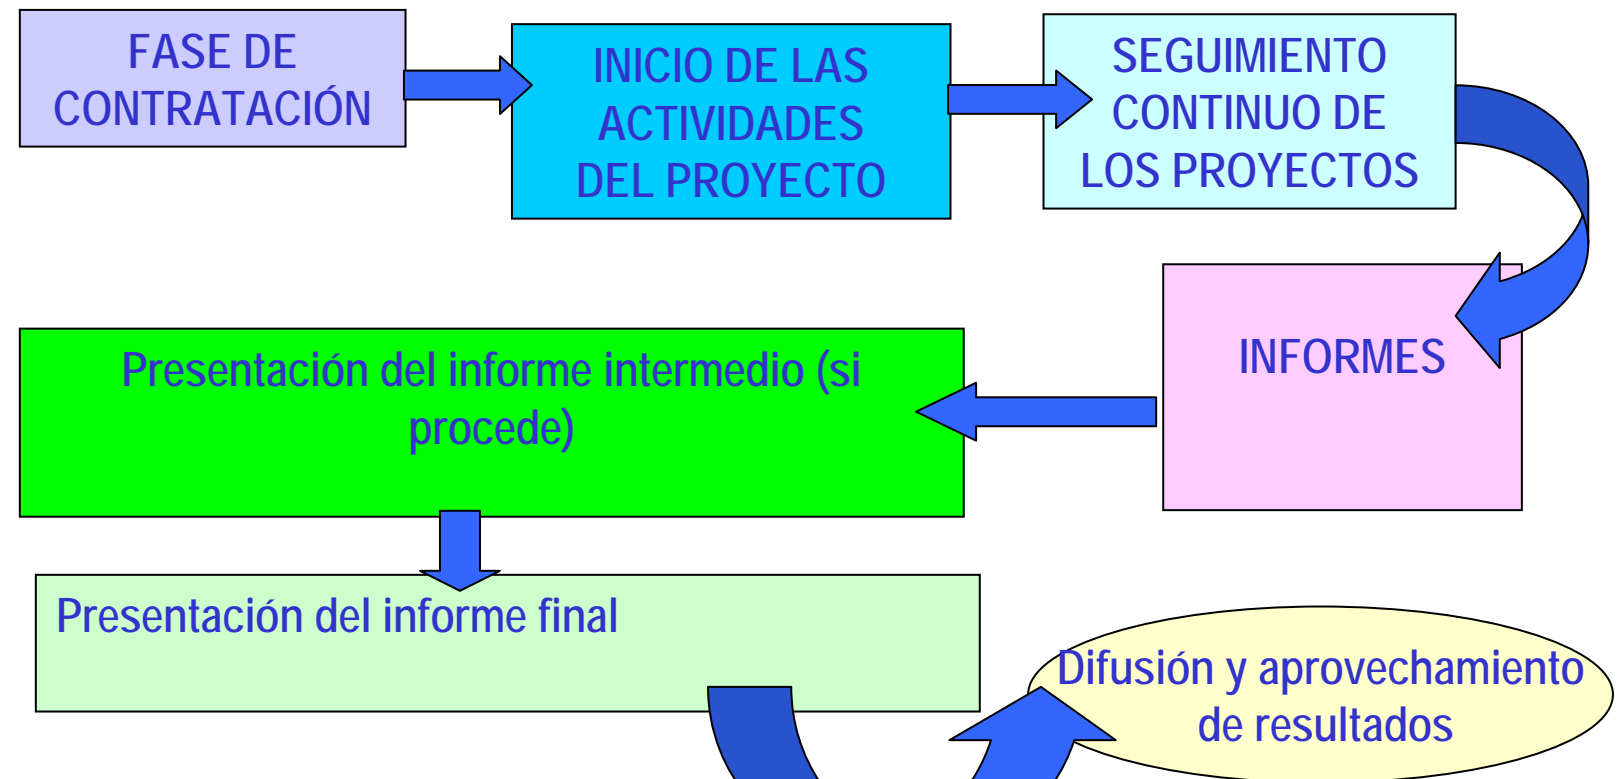 FASE DE
CONTRATACIÓN
INICIO DE LAS
ACTIVIDADES
DEL PROYECTO
SEGUIMIENTO
CONTINUO DE
LOS PROYECTOS
INFORMES
Presentación del informe intermedio (si
procede)
Presentación del informe final
Difusión y aprovechamiento
de resultados